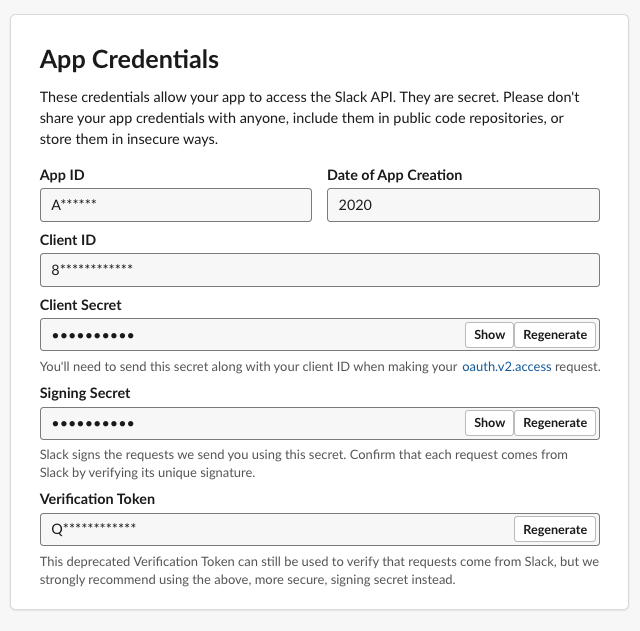 App Credentials
These credentials allow your app to access the Slack API. They are secret. Please don't
share your app credentials with anyone, include them in public code repositories, or
store them in insecure ways.
App ID
Date of App Creation
A******
2020
Client ID
8************
Client Secret
••••••••••
Show
Regenerate
You'll need to send this secret along with your client ID when making your oauth.v2.access request.
Signing Secret
••••••••••
Show
Regenerate
Slack signs the requests we send you using this secret. Confirm that each request comes from
Slack by verifying its unique signature.
Verification Token
Q************
Regenerate
This deprecated Verification Token can still be used to verify that requests come from Slack, but we
strongly recommend using the above, more secure, signing secret instead.